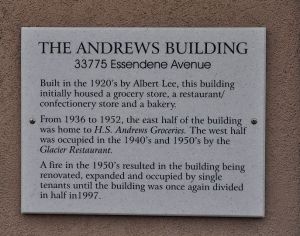 THE ANDREWS BUILDING
33775 Essendene Avenue
Built in the 1920's by Albert Lee, this building
initially housed a grocery store, a restaurant/
confectionery store and a bakery.
From 1936 to 1952, the east half of the building
was home to H.S. Andrews Groceries. The west half
was occupied in the 1940's and 1950's by the
Glacier Restaurant.
A fire in the 1950's resulted in the building being
renovated, expanded and occupied by single
tenants until the building was once again divided
in half in1997.